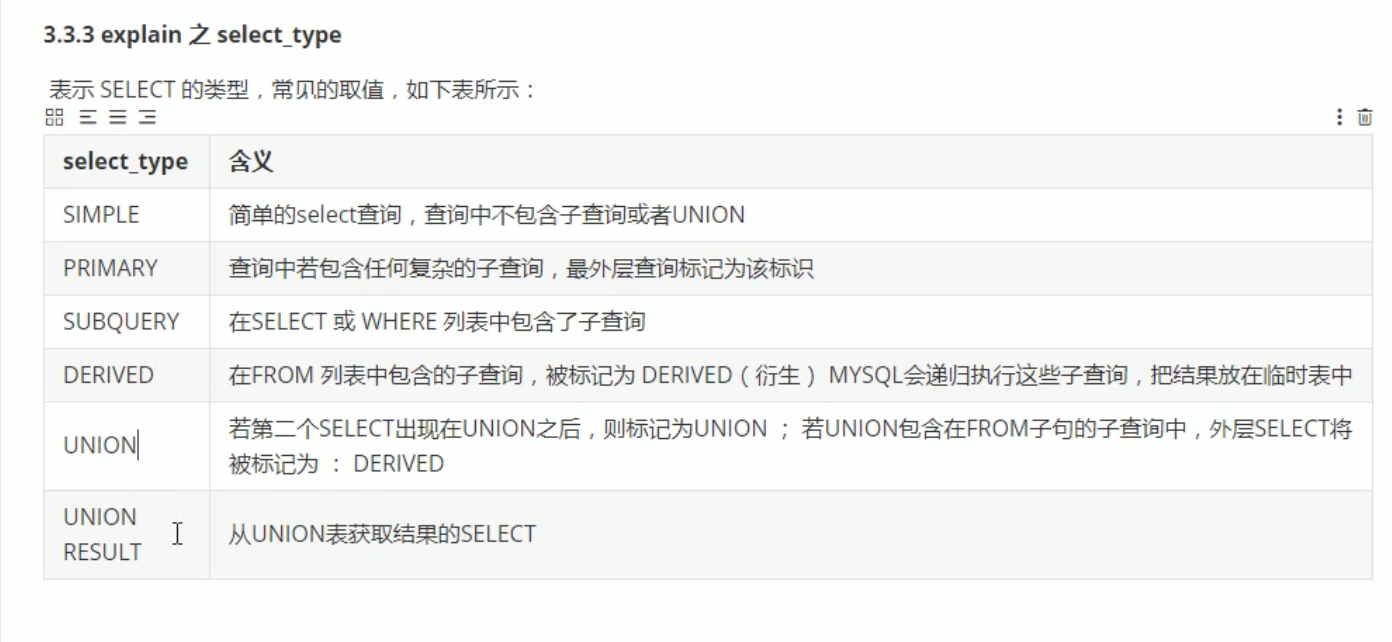 3.3.3 explain 之 select_type
表示 SELECT 的类型，常见的取值，如下表所示：
select_type 含义
SIMPLE 简单的select查询，查询中不包含子查询或者UNION
PRIMARY 查询中若包含任何复杂的子查询，最外层查询标记为该标识
SUBQUERY 在SELECT 或 WHERE 列表中包含了子查询
DERIVED 在FROM 列表中包含的子查询，被标记为 DERIVED（衍生） MYSQL会递归执行这些子查询，把结果放在临时表中
UNION 若第二个SELECT出现在UNION之后，则标记为UNION ； 若UNION包含在FROM子句的子查询中，外层SELECT将
被标记为 ： DERIVED
UNION
RESULT
从UNION表获取结果的SELECT